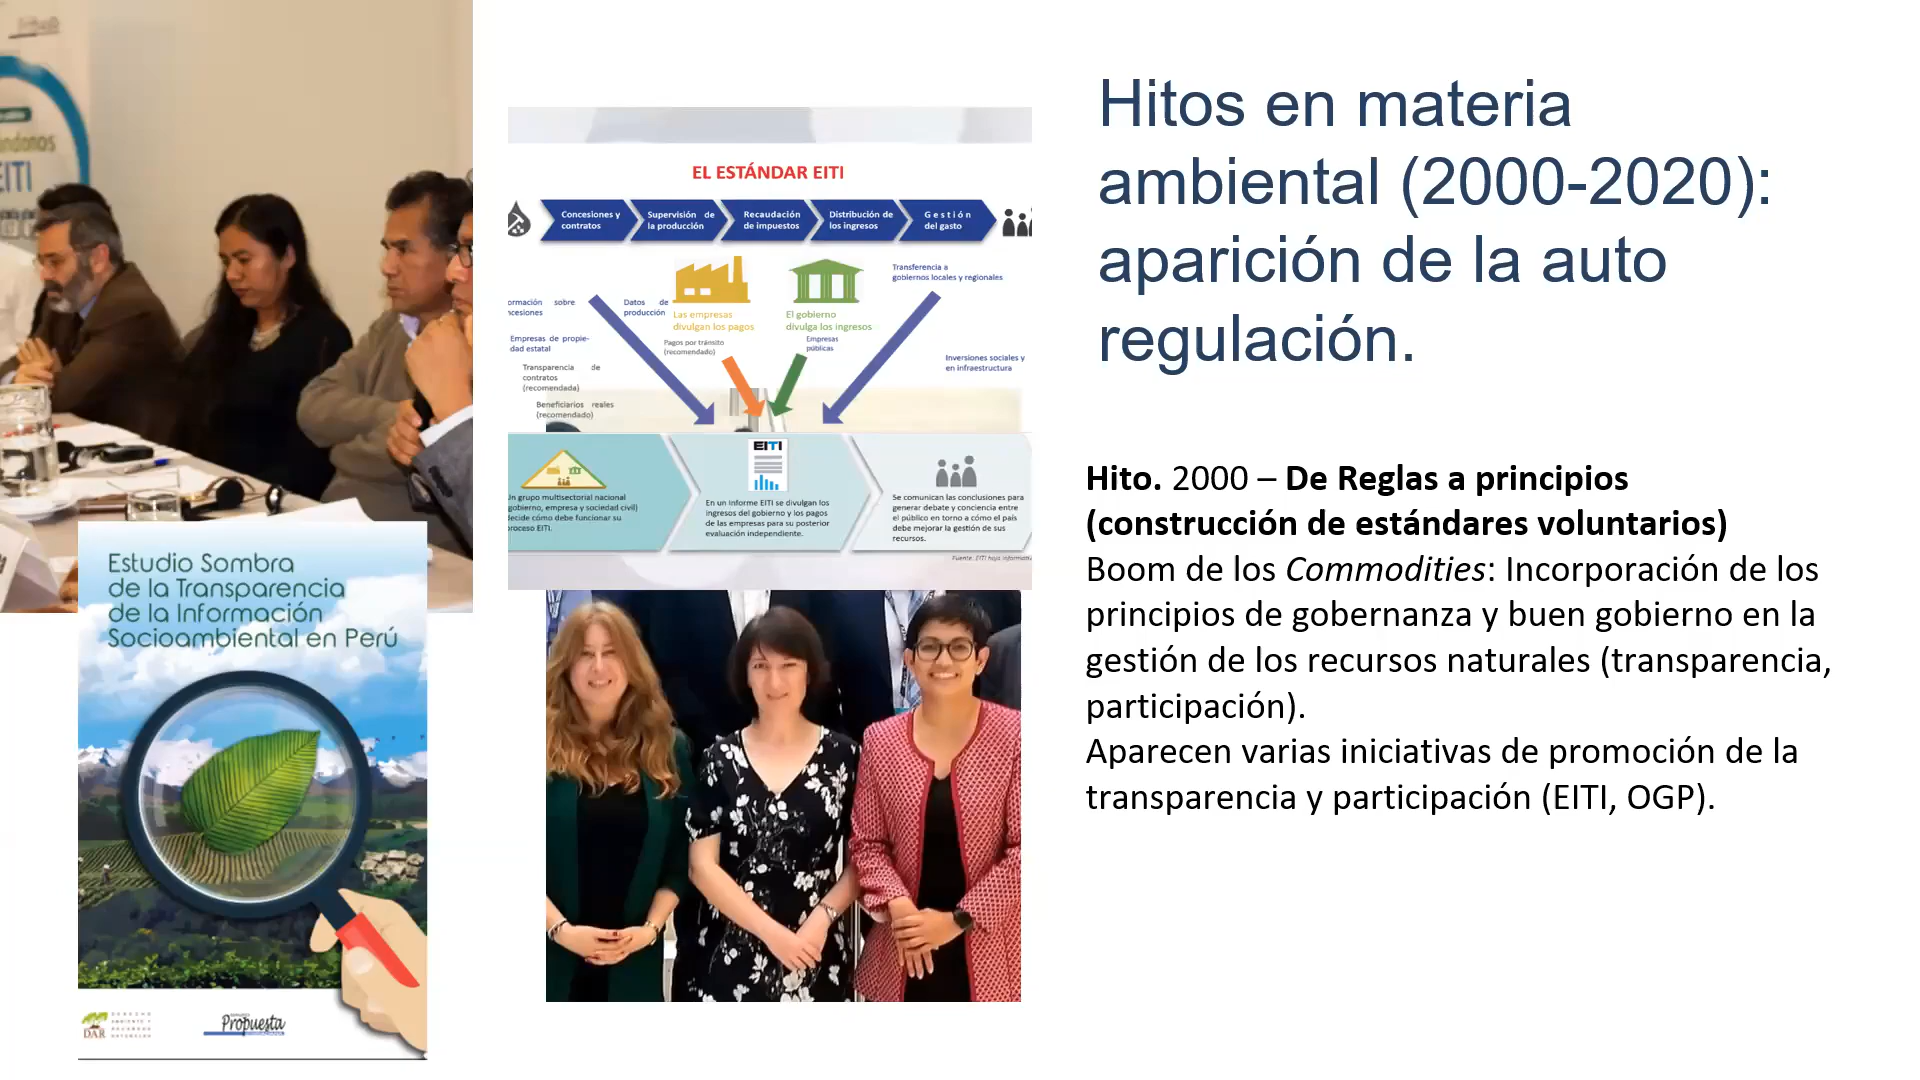 EITI
EL ESTÁNDAR EITI
Concesiones y
contratos
Supervisión de
la producción
Recaudación
de impuestos
Distribución de
los ingresos
Gestión
del gasto
Transferencia a
gobiernos locales y regionales
sobre
Datos de
producción
Las empresas
divulgan los pagos
El gobierno
divulga los ingresos
Empresas de propie-
dad estatal
Pagos por tránsito
(recomendado)
Empresas
públicas
Inversiones sociales y
en infraestructura
Transparencia de
contratos
(recomendada)
Beneficiarios reales
(recomendado)
EITI
Un grupo multisectorial nacional
gobierno, empresa y sociedad civil)
decide cómo debe funcionar su
proceso EITI.
En un informe EITI se divulgan los
ingresos del gobierno y los pagos
de las empresas para su posterior
evaluación independiente.
Se comunican las conclusiones para
generar debate y conciencia entre
el público en torno a cómo el país
debe mejorar la gestión de sus
recursos.
Fuente: EITI hoja
Estudio Sombra
de la Transparencia
de la Información
Socioambiental en Perú
DAR
DERECHO
AMBIENTE Y
RECURSOS
NATURALES
Propuesta
Hitos en materia
ambiental (2000-2020):
aparición de la auto
regulación.
Hito. 2000 – De Reglas a principios
(construcción de estándares voluntarios)
Boom de los Commodities: Incorporación de los
principios de gobernanza y buen gobierno en la
gestión de los recursos naturales (transparencia,
participación).
Aparecen varias iniciativas de promoción de la
transparencia y participación (EITI, OGP).